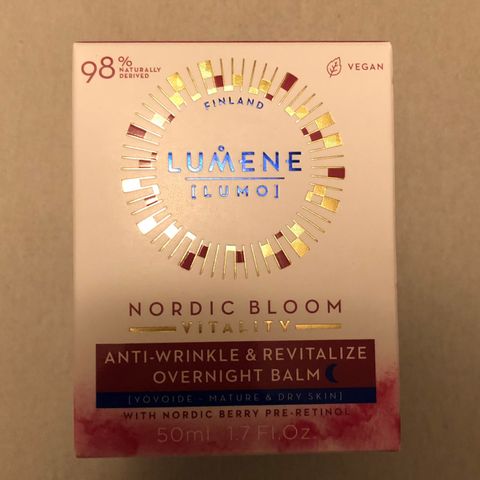 98% NATURALLY DERIVED
VEGAN
FINLAND
LUMENE
[LUMO]
NORDIC BLOOM
VITALITY
ANTI-WRINKLE & REVITALIZE
OVERNIGHT BALM
[YÖVOIDE - MATURE & DRY SKIN]
WITH NORDIC BERRY PRE-RETINOL
50ml 1.7 Fl.Oz.